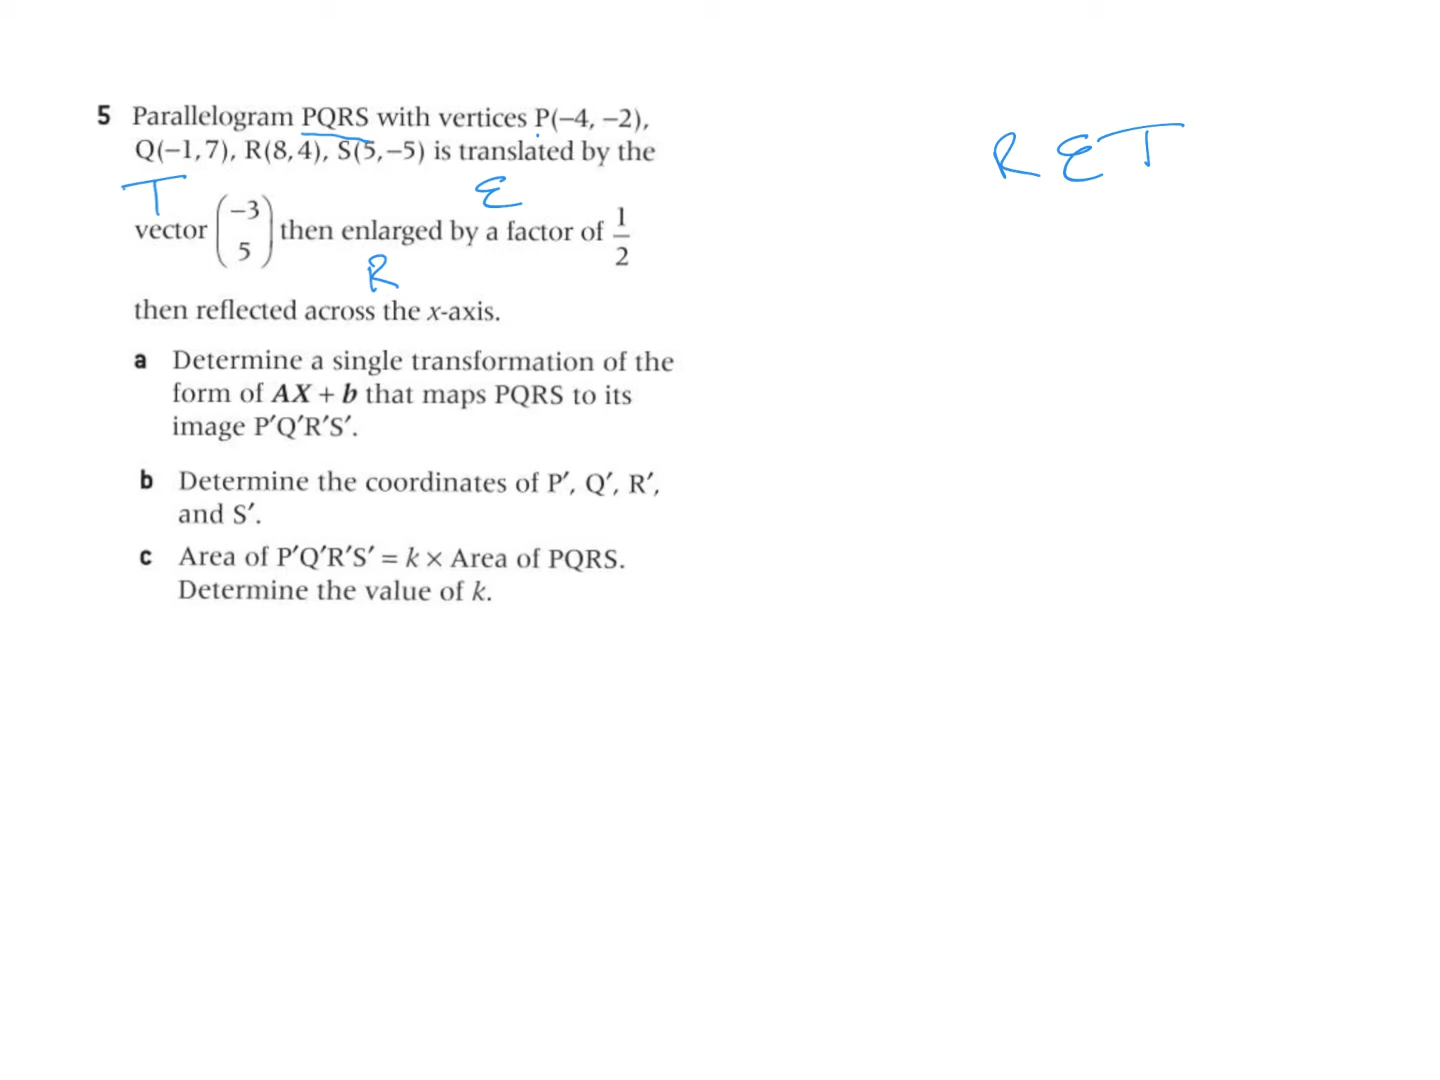 5 Parallelogram PQRS with vertices P(−4, −2),
Q(−1, 7), R(8, 4), S(5, −5) is translated by the
T
vector (−3 5) then enlarged by a factor of 1/2
E
R
then reflected across the x-axis.
a Determine a single transformation of the
form of AX + b that maps PQRS to its
image P′Q′R′S′.
b Determine the coordinates of P′, Q′, R′,
and S′.
c Area of P′Q′R′S′ = k × Area of PQRS.
Determine the value of k.
R E T